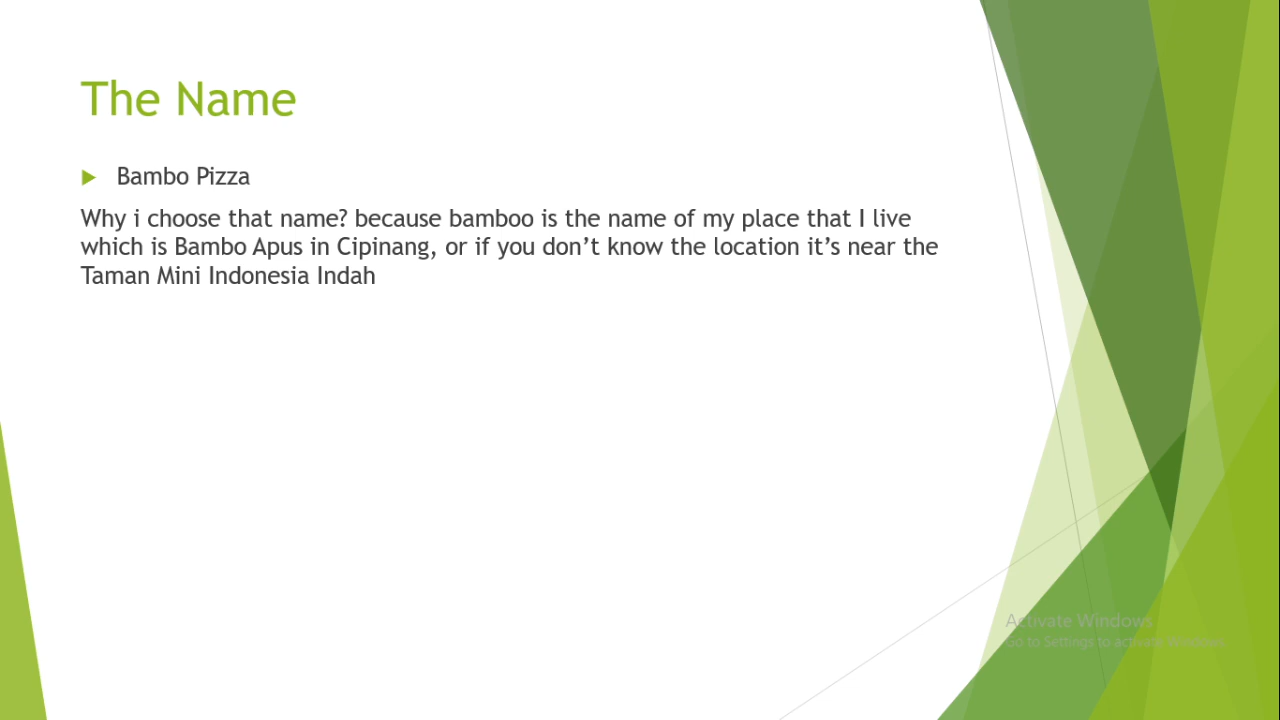 The Name
Bambo Pizza
Why i choose that name? because bamboo is the name of my place that I live
which is Bambo Apus in Cipinang, or if you don’t know the location it’s near the
Taman Mini Indonesia Indah
Activate Windows
Go to Settings to activate Windows.